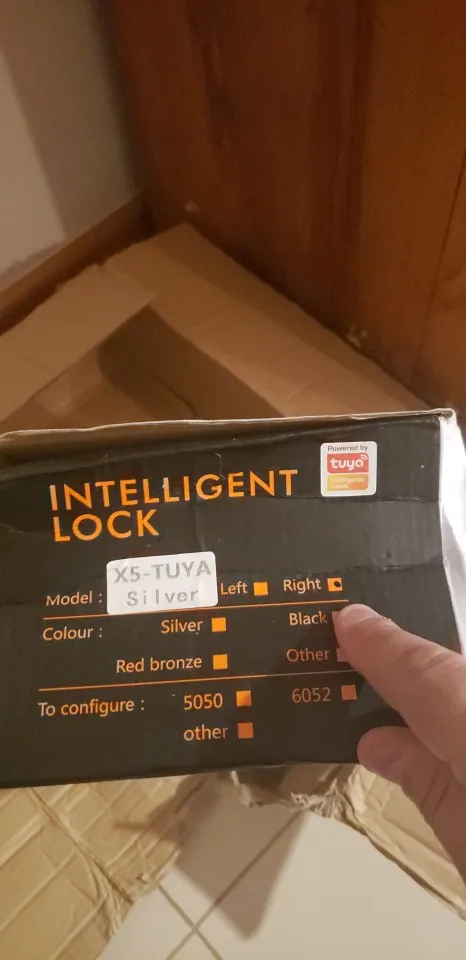 Powered by
tuya
INTELLIGENT
LOCK
X5-TUYA
Silver
Model :
Left
Right
Colour :
Silver
Black
Red bronze
Other
To configure :
5050
6052
other